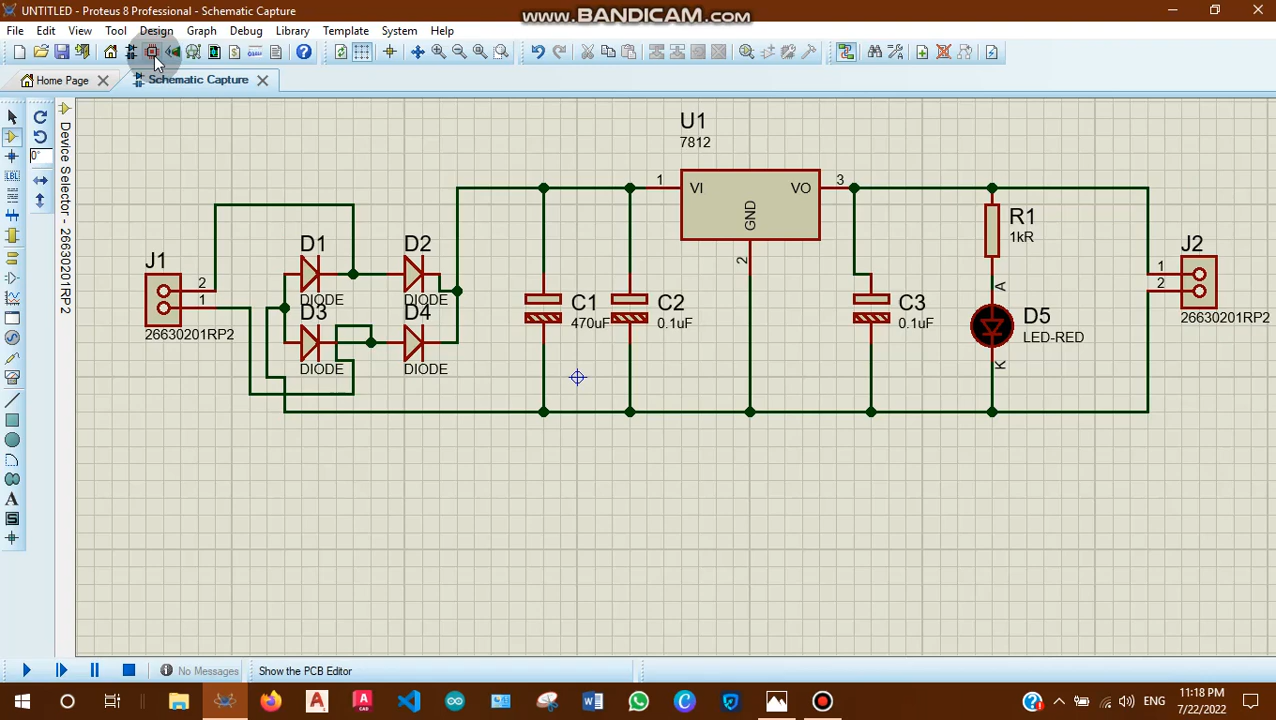 UNTITLED - Proteus 8 Professional - Schematic Capture
www.BANDICAM.com
File Edit View Tool Design Graph Debug Library Template System Help
Home Page
Schematic Capture
Device Selector - 26630201RP2
0°
LBL
A
S
U1
7812
1
VI
VO
3
GND
2
J1
2
1
26630201RP2
D1
DIODE
D2
DIODE
D3
DIODE
D4
DIODE
C1
470uF
C2
0.1uF
C3
0.1uF
R1
1kR
A
D5
LED-RED
K
J2
1
2
26630201RP2
No Messages
Show the PCB Editor
ENG
11:18 PM
7/22/2022